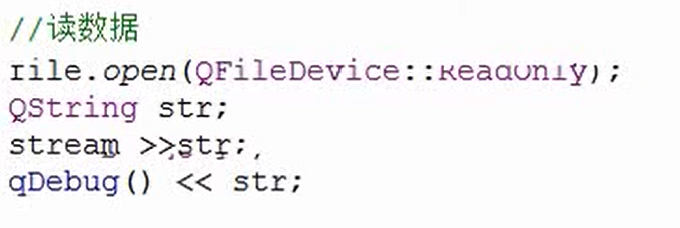 //读数据
file.open(QFileDevice::ReadOnly);
QString str;
stream >>str;
qDebug() << str;